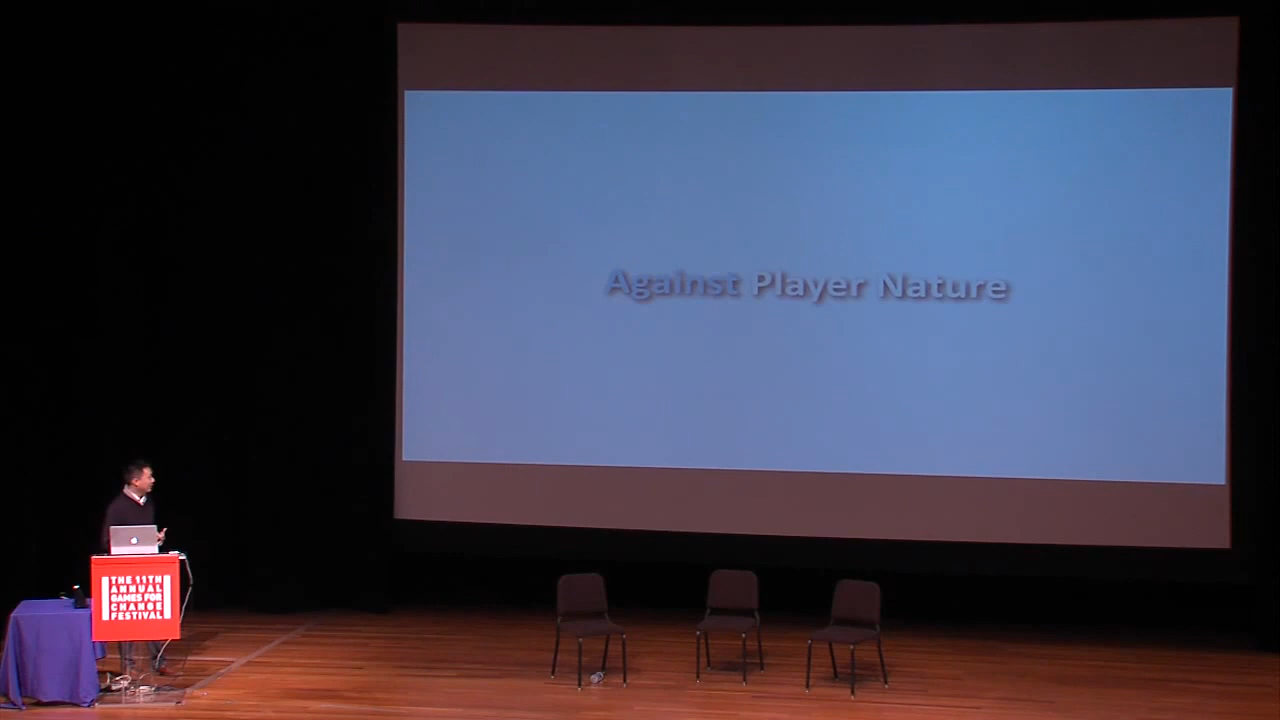 Against Player Nature
THE 11TH
ANNUAL
GAMES FOR
CHANGE
FESTIVAL